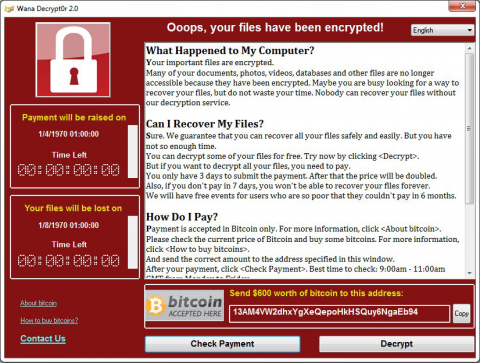 Wana Decrypt0r 2.0
Ooops, your files have been encrypted!
English
Payment will be raised on
1/4/1970 01:00:00
Time Left
00:00:00:00
Your files will be lost on
1/8/1970 01:00:00
Time Left
00:00:00:00
About bitcoin
How to buy bitcoins?
Contact Us
What Happened to My Computer?
Your important files are encrypted.
Many of your documents, photos, videos, databases and other files are no longer
accessible because they have been encrypted. Maybe you are busy looking for a way to
recover your files, but do not waste your time. Nobody can recover your files without
our decryption service.
Can I Recover My Files?
Sure. We guarantee that you can recover all your files safely and easily. But you have
not so enough time.
You can decrypt some of your files for free. Try now by clicking <Decrypt>.
But if you want to decrypt all your files, you need to pay.
You only have 3 days to submit the payment. After that the price will be doubled.
Also, if you don't pay in 7 days, you won't be able to recover your files forever.
We will have free events for users who are so poor that they couldn't pay in 6 months.
How Do I Pay?
Payment is accepted in Bitcoin only. For more information, click <About bitcoin>.
Please check the current price of Bitcoin and buy some bitcoins. For more information,
click <How to buy bitcoins>.
And send the correct amount to the address specified in this window.
After your payment, click <Check Payment>. Best time to check: 9:00am - 11:00am
GMT from Monday to Friday.
bitcoin
ACCEPTED HERE
Send $600 worth of bitcoin to this address:
13AM4VW2dhxYgXeQepoHkHSQuy6NgaEb94
Copy
Check Payment
Decrypt